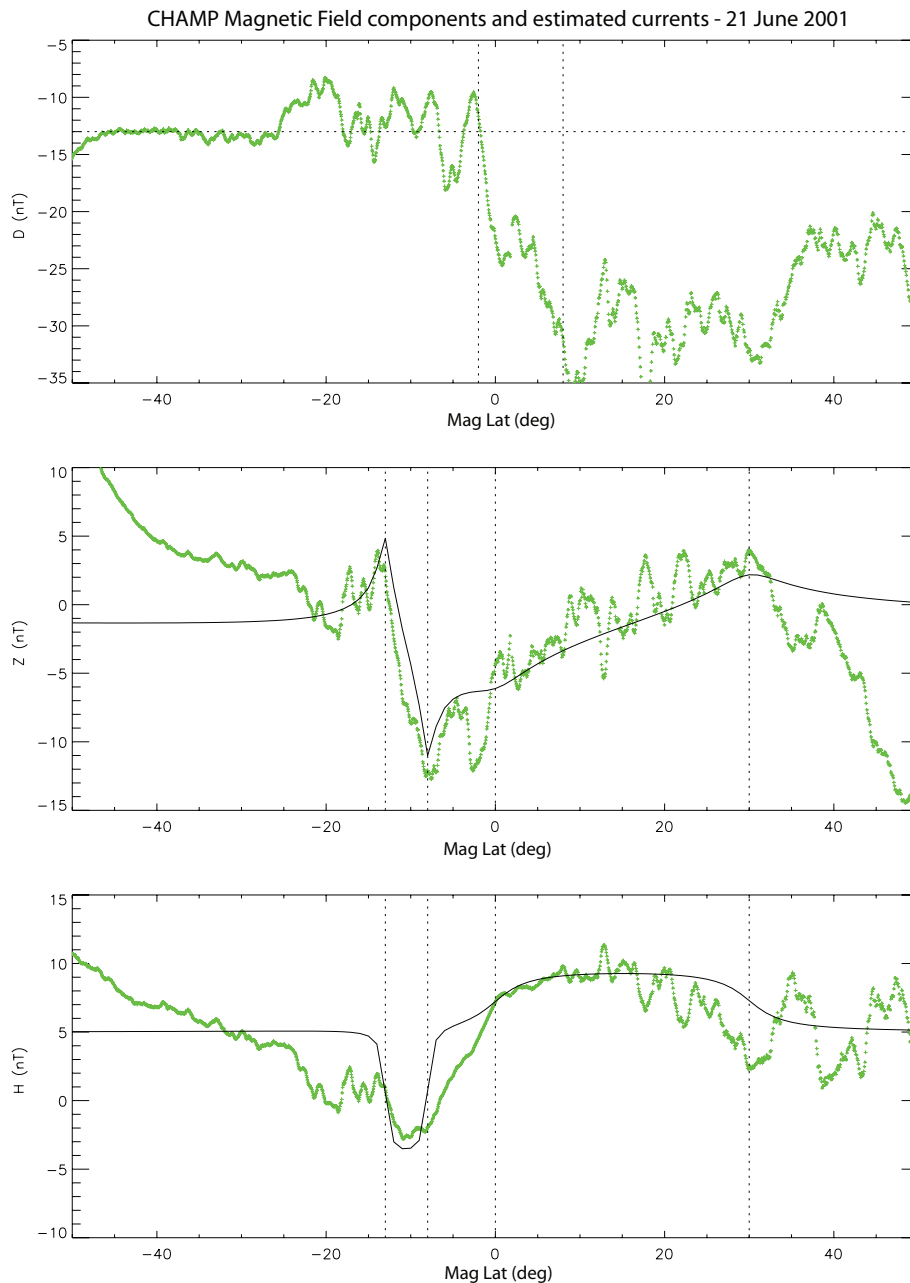 CHAMP Magnetic Field components and estimated currents - 21 June 2001
−5
−10
−15
−20
−25
−30
−35
D (nT)
−40 −20 0 20 40
Mag Lat (deg)
10
5
0
−5
−10
−15
Z (nT)
−40 −20 0 20 40
Mag Lat (deg)
15
10
5
0
−5
−10
H (nT)
−40 −20 0 20 40
Mag Lat (deg)